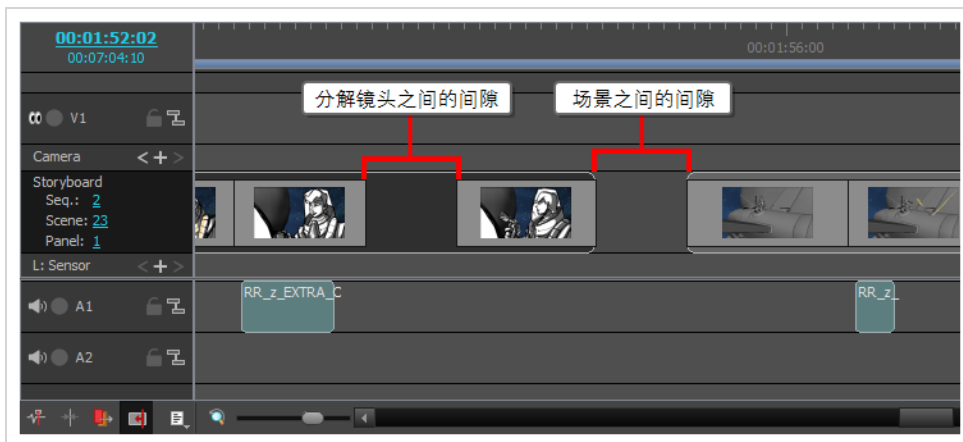 00:01:52:02
00:07:04:10
00:01:56:00
分解镜头之间的间隙
场景之间的间隙
V1
Camera
Storyboard
Seq.: 2
Scene: 23
Panel: 1
L: Sensor
A1
RR_z_EXTRA_C
RR_z_
A2